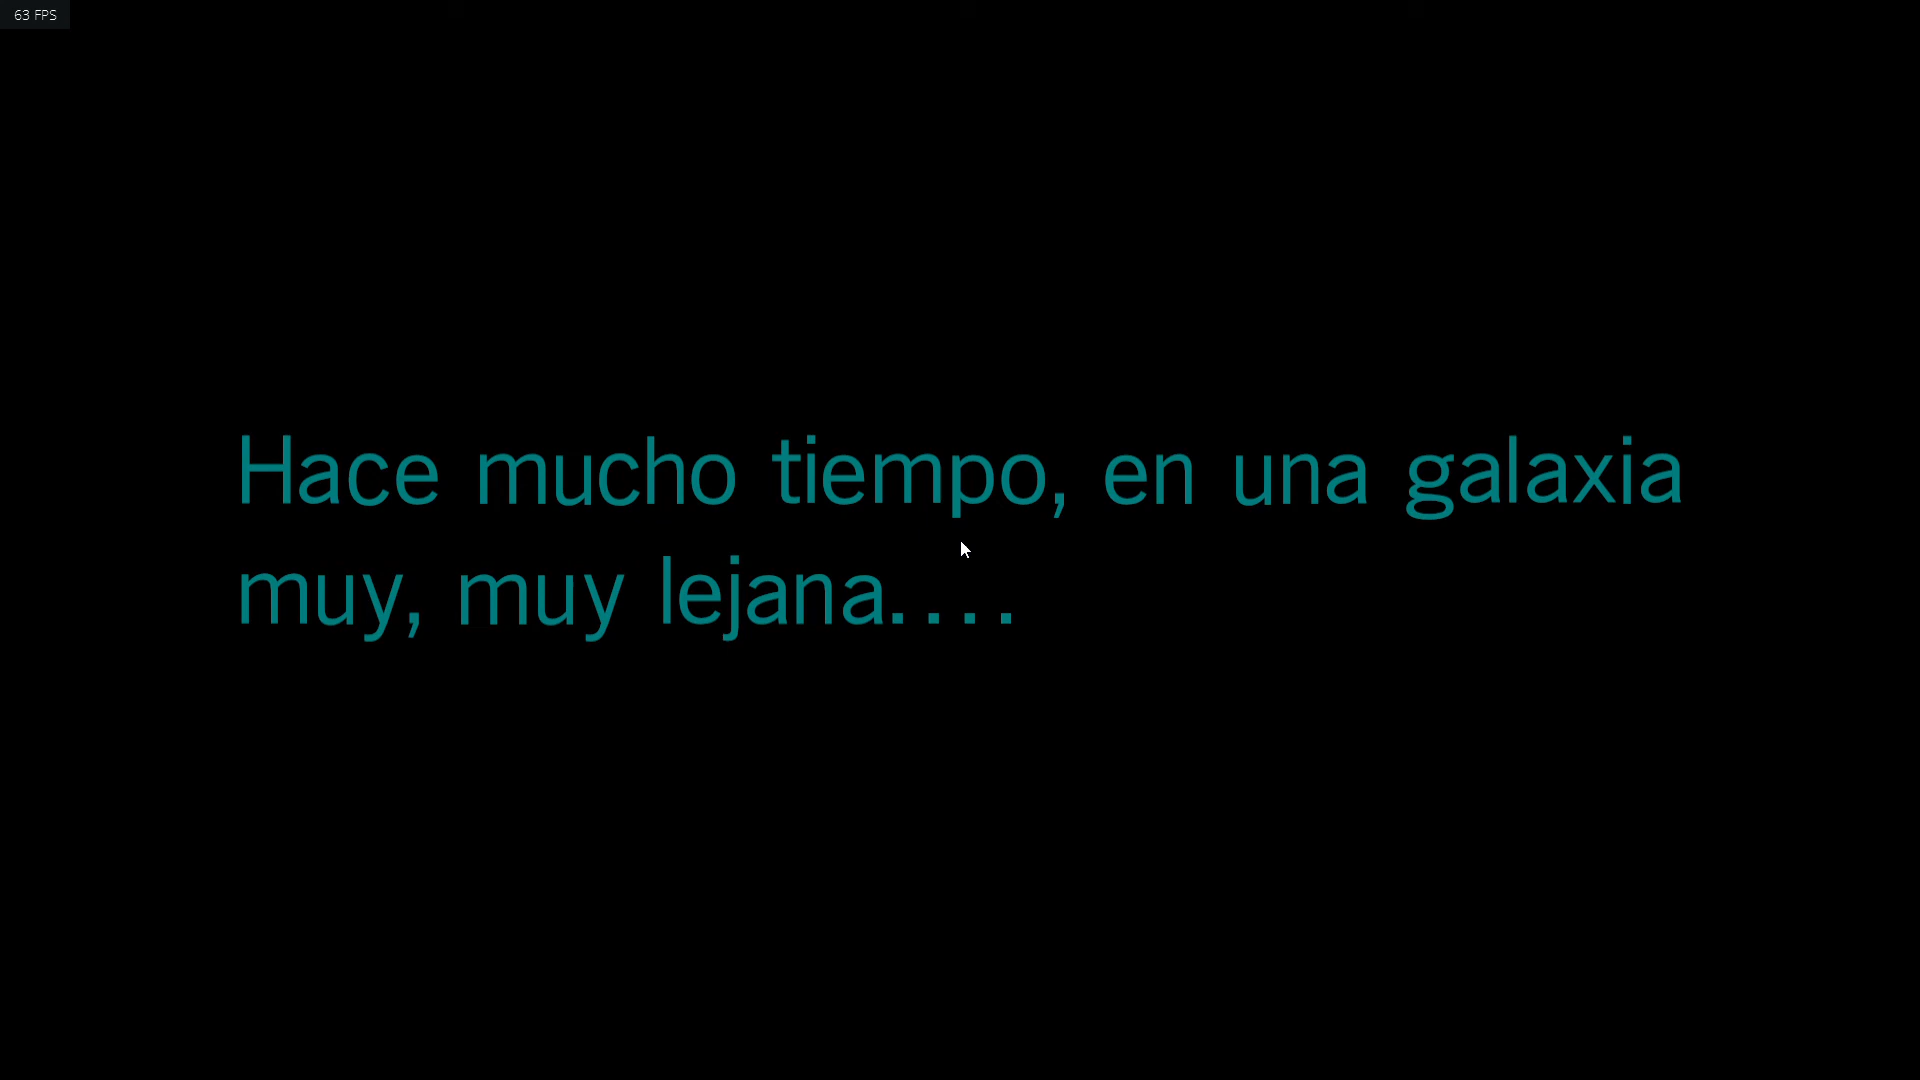 63 FPS
Hace mucho tiempo, en una galaxia
muy, muy lejana....